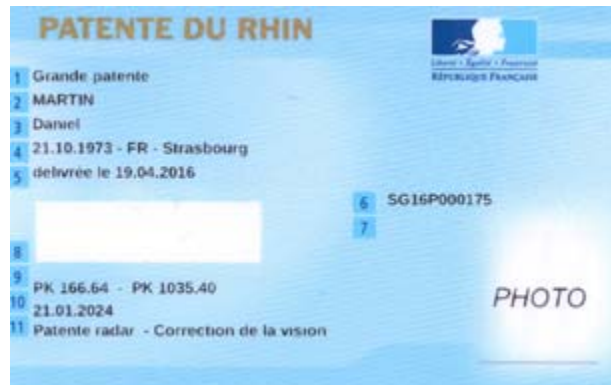 PATENTE DU RHIN
Liberté • Égalité • Fraternité
RÉPUBLIQUE FRANÇAISE
1 Grande patente
2 MARTIN
3 Daniel
4 21.10.1973 - FR - Strasbourg
5 délivrée le 19.04.2016
6 SG16P000175
7
8
9 PK 166.64 - PK 1035.40
10 21.01.2024
11 Patente radar - Correction de la vision
PHOTO